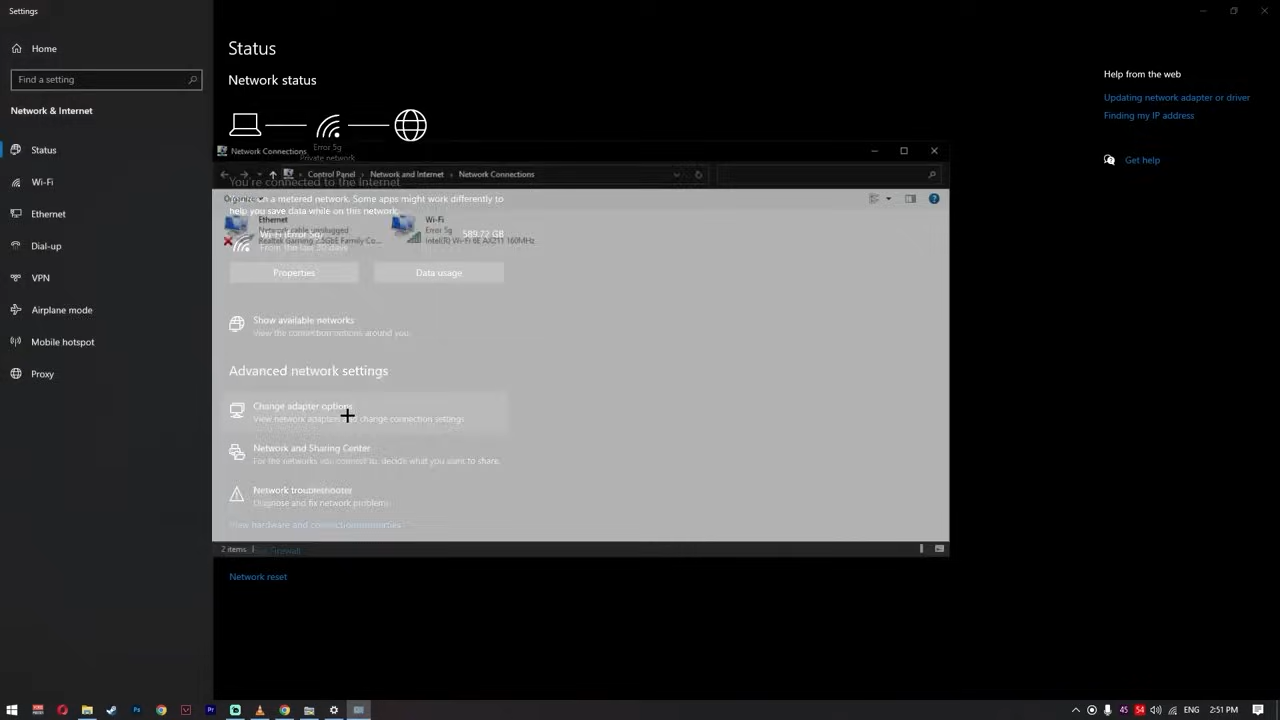 Settings
Home
Find a setting
Network & Internet
Status
Wi-Fi
Ethernet
Dial-up
VPN
Airplane mode
Mobile hotspot
Proxy
Status
Network status
Error 5g
Private network
You're connected to the Internet
on a metered network. Some apps might work differently to
help you save data while on this network.
Wi-Fi (Error 5g)
From the last 30 days
589.72 GB
Properties
Data usage
Show available networks
View the connection options around you.
Advanced network settings
Change adapter options
View network adapters and change connection settings.
Network and Sharing Center
For the networks you connect to, decide what you want to share.
Network troubleshooter
Diagnose and fix network problems.
View hardware and connection properties
Firewall
Network reset
Network Connections
Control Panel
Network and Internet
Network Connections
Organize
Ethernet
Network cable unplugged
Realtek Gaming 2.5GbE Family Co...
Wi-Fi
Error 5g
Intel(R) Wi-Fi 6E AX211 160MHz
2 items
Help from the web
Updating network adapter or driver
Finding my IP address
Get help
45
54
ENG
2:51 PM